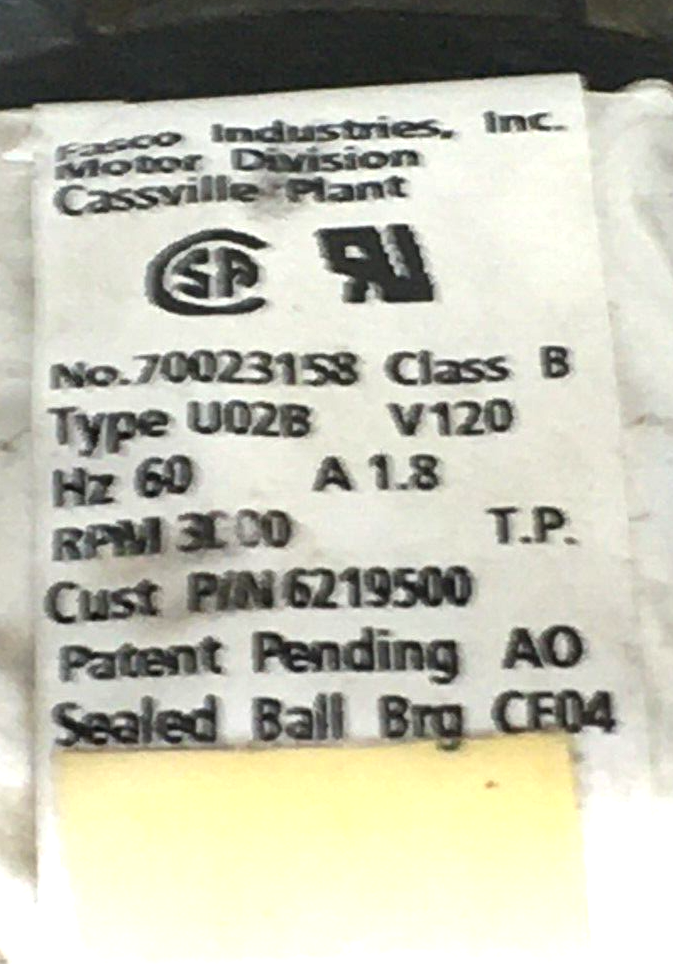 Fasco Industries, Inc.
Motor Division
Cassville Plant
No.70023158 Class B
Type U02B V120
Hz 60 A 1.8
RPM T.P.
Cust P/N 6219500
Patent Pending AO
Sealed Ball Brg